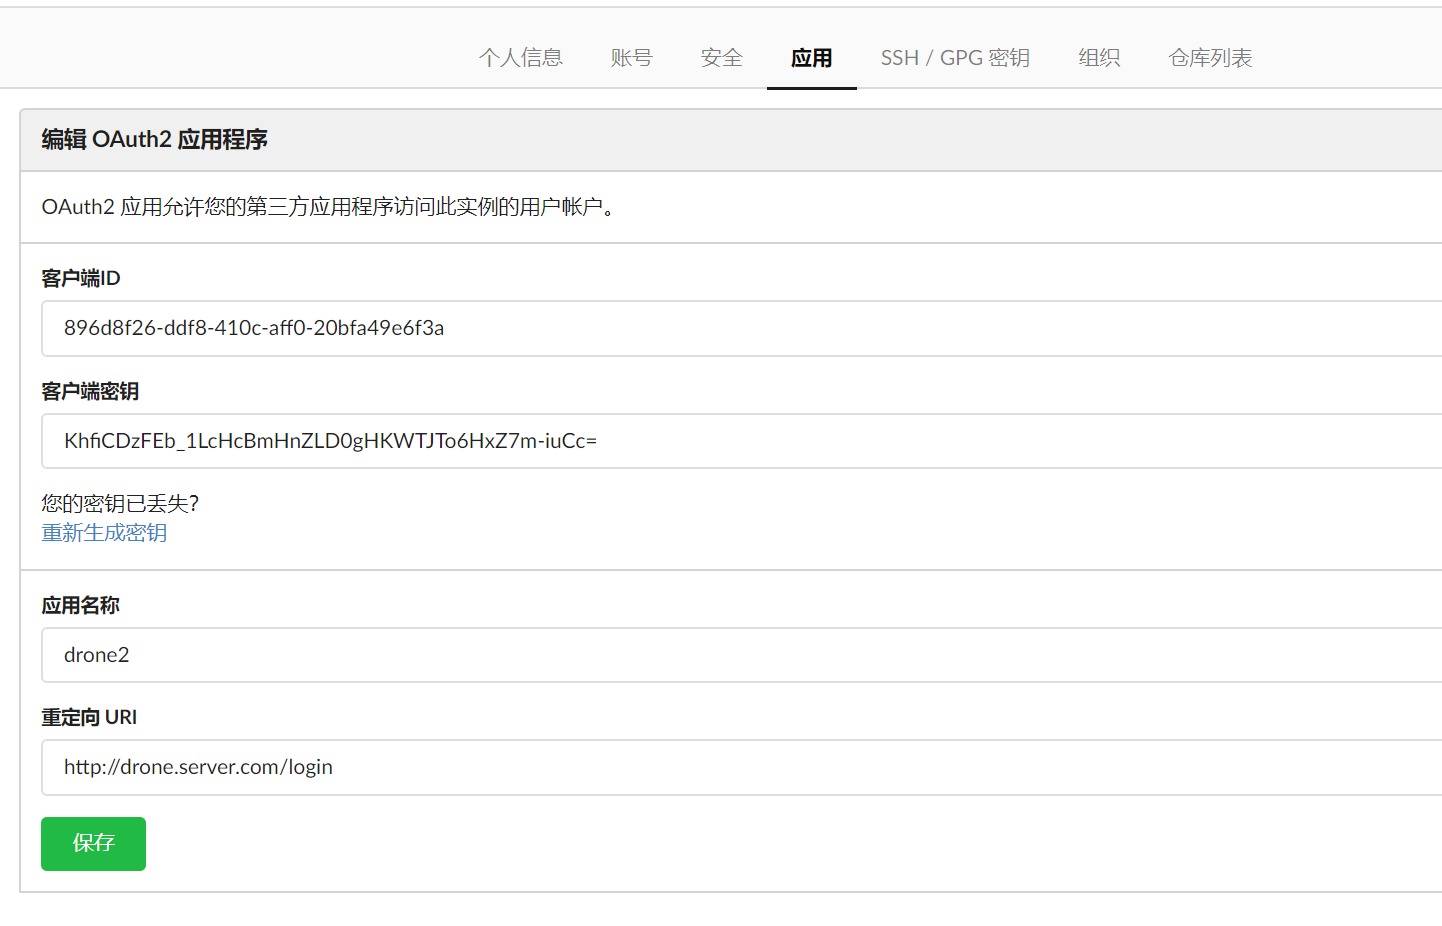 个人信息 账号 安全 应用 SSH / GPG 密钥 组织 仓库列表
编辑 OAuth2 应用程序
OAuth2 应用允许您的第三方应用程序访问此实例的用户帐户。
客户端ID
896d8f26-ddf8-410c-aff0-20bfa49e6f3a
客户端密钥
KhfiCDzFEb_1LcHcBmHnZLD0gHKWTJTo6HxZ7m-iuCc=
您的密钥已丢失？
重新生成密钥
应用名称
drone2
重定向 URI
http://drone.server.com/login
保存